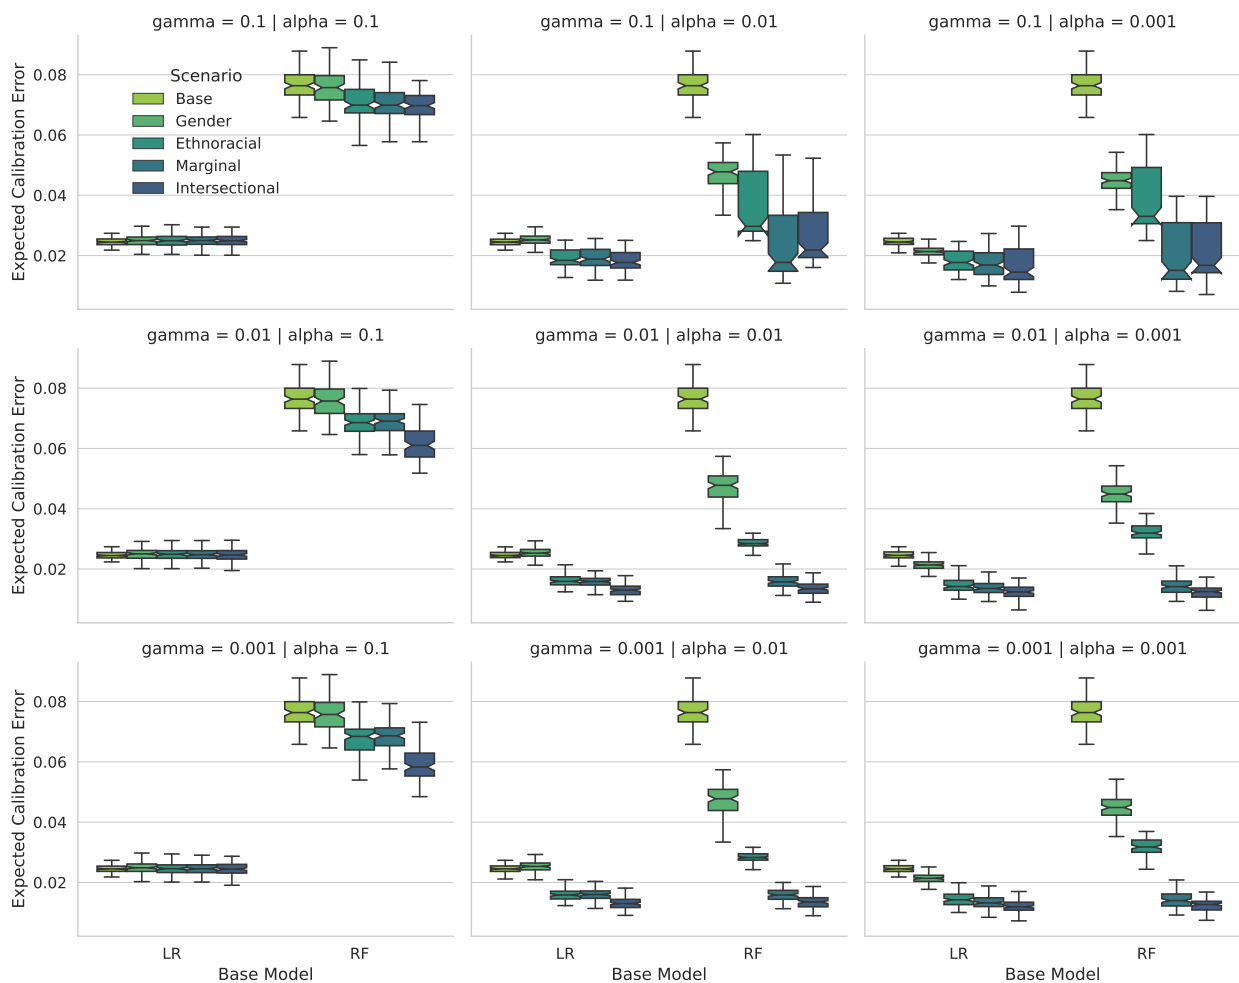 gamma = 0.1 | alpha = 0.1
gamma = 0.1 | alpha = 0.01
gamma = 0.1 | alpha = 0.001
Expected Calibration Error
0.08
0.06
0.04
0.02
Scenario
Base
Gender
Ethnoracial
Marginal
Intersectional
gamma = 0.01 | alpha = 0.1
gamma = 0.01 | alpha = 0.01
gamma = 0.01 | alpha = 0.001
Expected Calibration Error
0.08
0.06
0.04
0.02
gamma = 0.001 | alpha = 0.1
gamma = 0.001 | alpha = 0.01
gamma = 0.001 | alpha = 0.001
Expected Calibration Error
0.08
0.06
0.04
0.02
LR
RF
LR
RF
LR
RF
Base Model
Base Model
Base Model